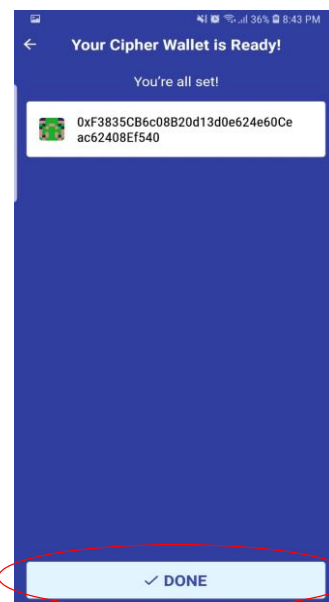 36% 8:43 PM
Your Cipher Wallet is Ready!
You're all set!
0xF3835CB6c08B20d13d0e624e60Ce
ac62408Ef540
DONE